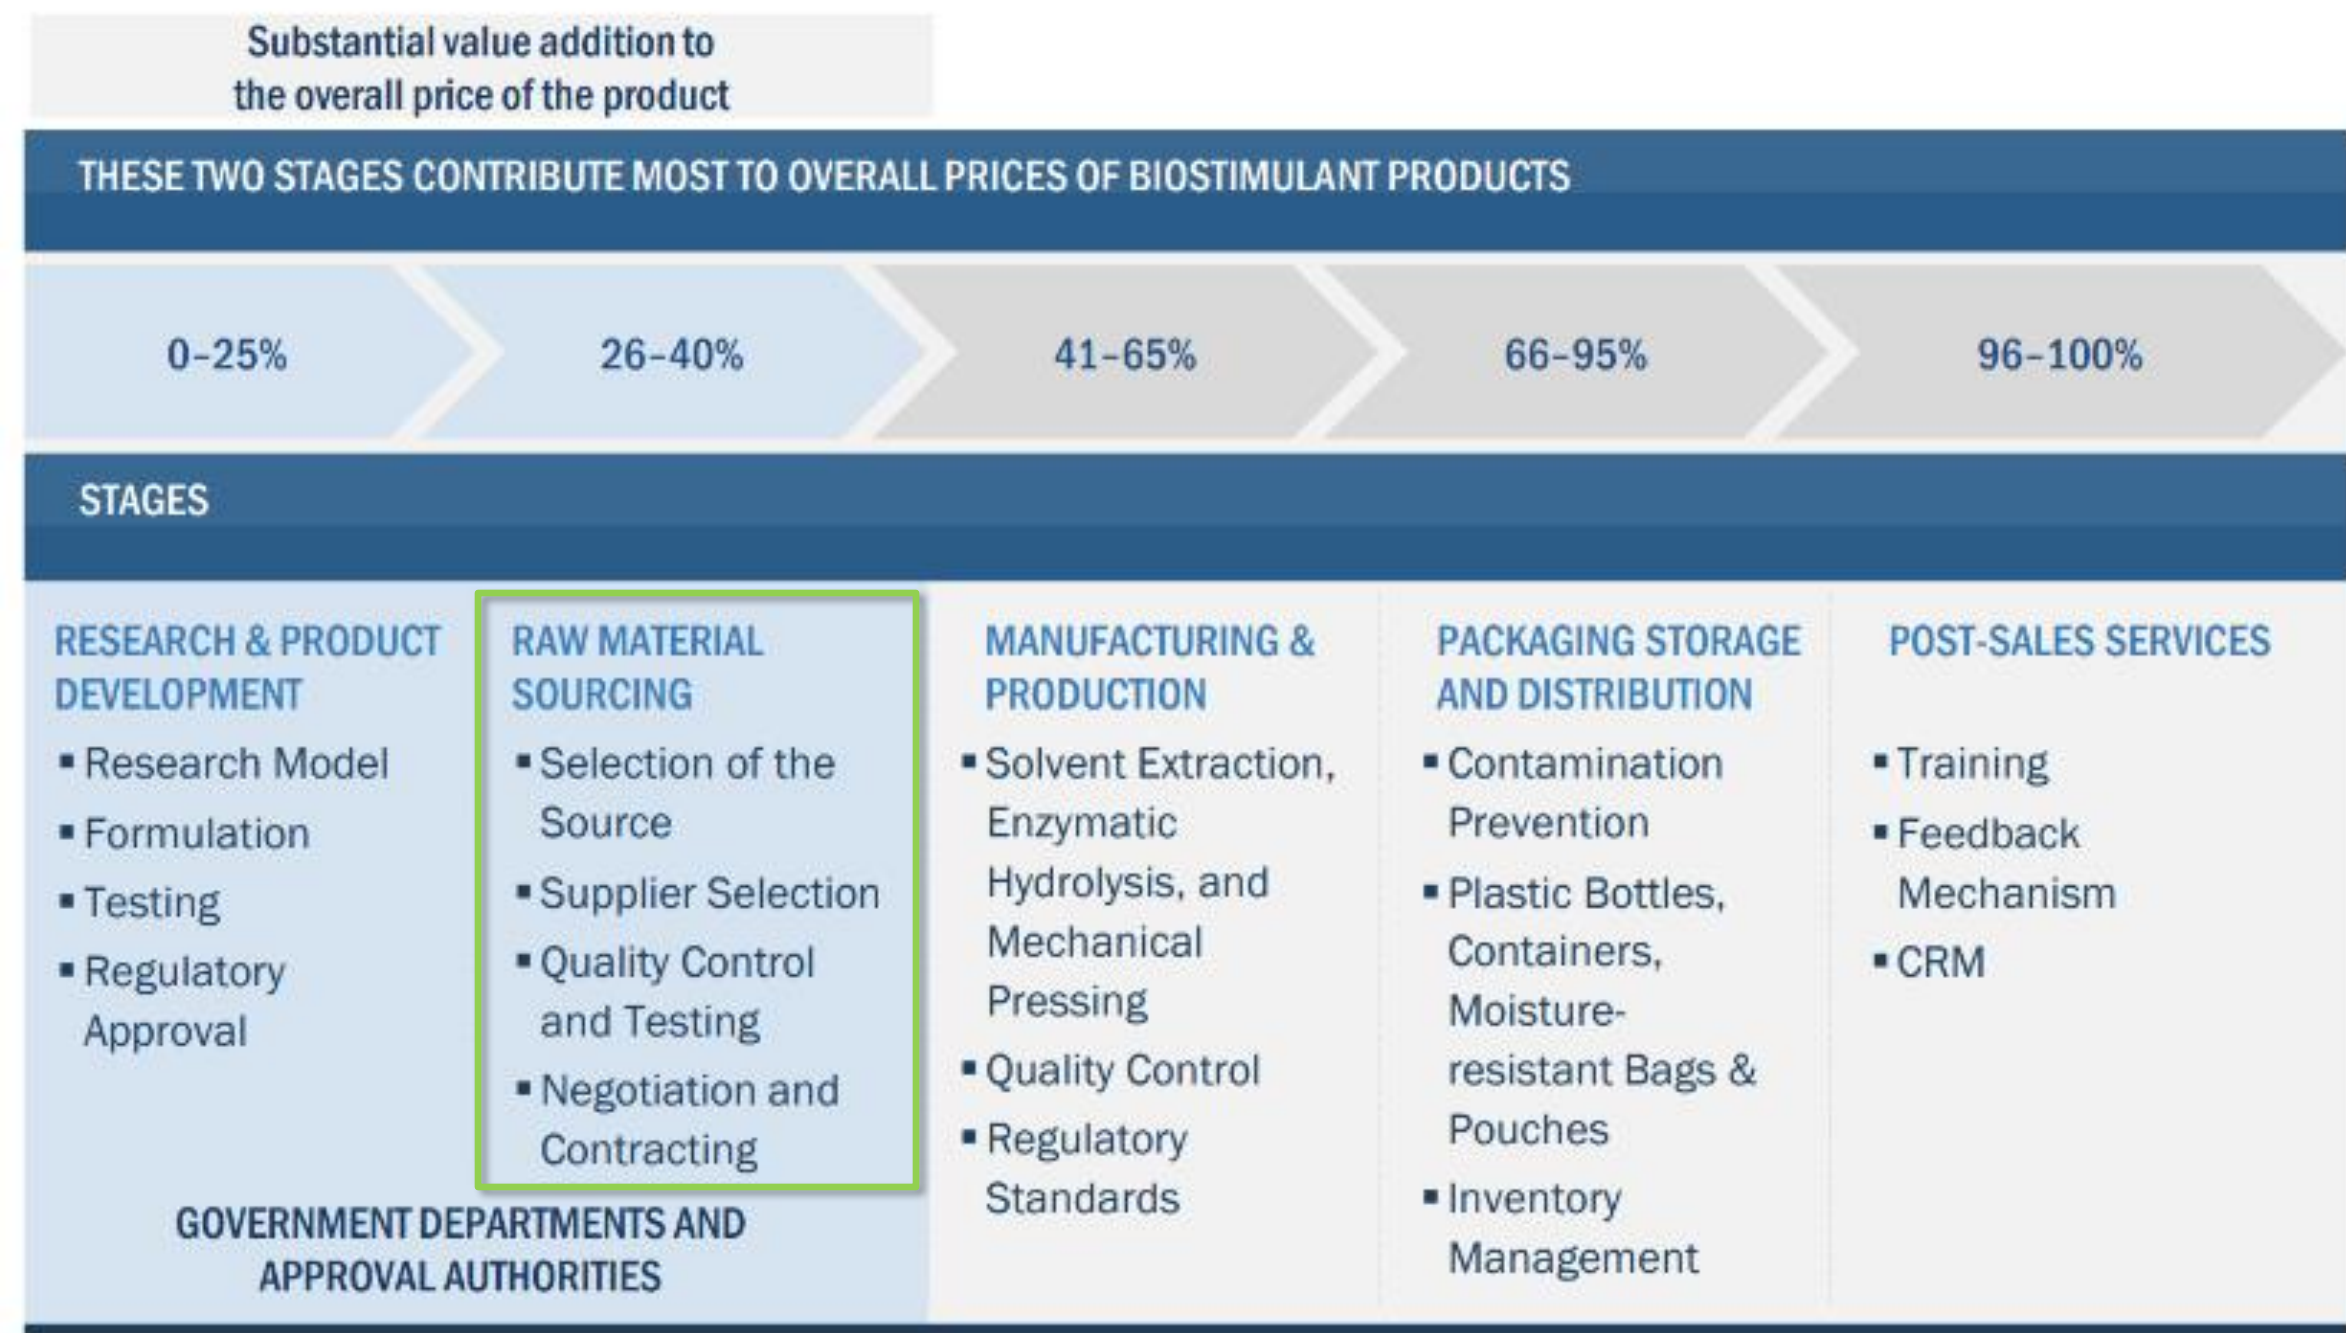 Substantial value addition to
the overall price of the product
THESE TWO STAGES CONTRIBUTE MOST TO OVERALL PRICES OF BIOSTIMULANT PRODUCTS
0–25%
26–40%
41–65%
66–95%
96–100%
STAGES
RESEARCH & PRODUCT
DEVELOPMENT
▪ Research Model
▪ Formulation
▪ Testing
▪ Regulatory
Approval
RAW MATERIAL
SOURCING
▪ Selection of the
Source
▪ Supplier Selection
▪ Quality Control
and Testing
▪ Negotiation and
Contracting
GOVERNMENT DEPARTMENTS AND
APPROVAL AUTHORITIES
MANUFACTURING &
PRODUCTION
▪ Solvent Extraction,
Enzymatic
Hydrolysis, and
Mechanical
Pressing
▪ Quality Control
▪ Regulatory
Standards
PACKAGING STORAGE
AND DISTRIBUTION
▪ Contamination
Prevention
▪ Plastic Bottles,
Containers,
Moisture-
resistant Bags &
Pouches
▪ Inventory
Management
POST-SALES SERVICES
▪ Training
▪ Feedback
Mechanism
▪ CRM